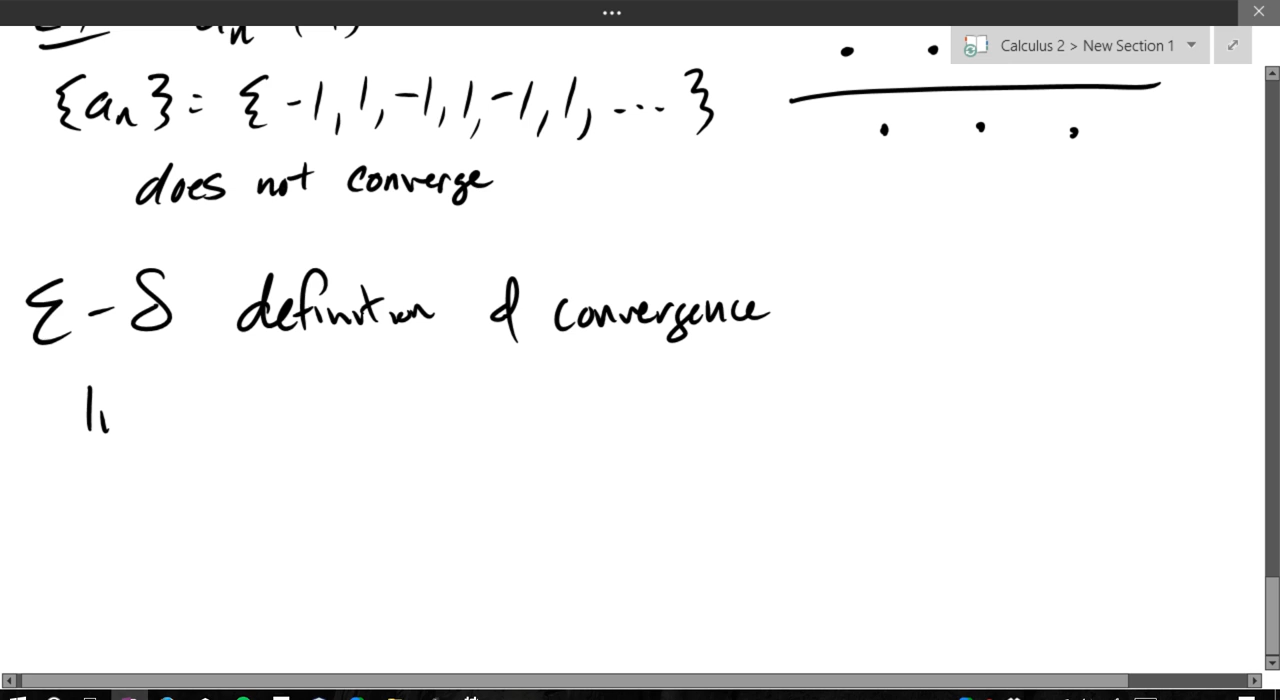 Calculus 2 > New Section 1
{aₙ} = { -1, 1, -1, 1, -1, 1, ... }
does not converge
ε - δ definition of convergence